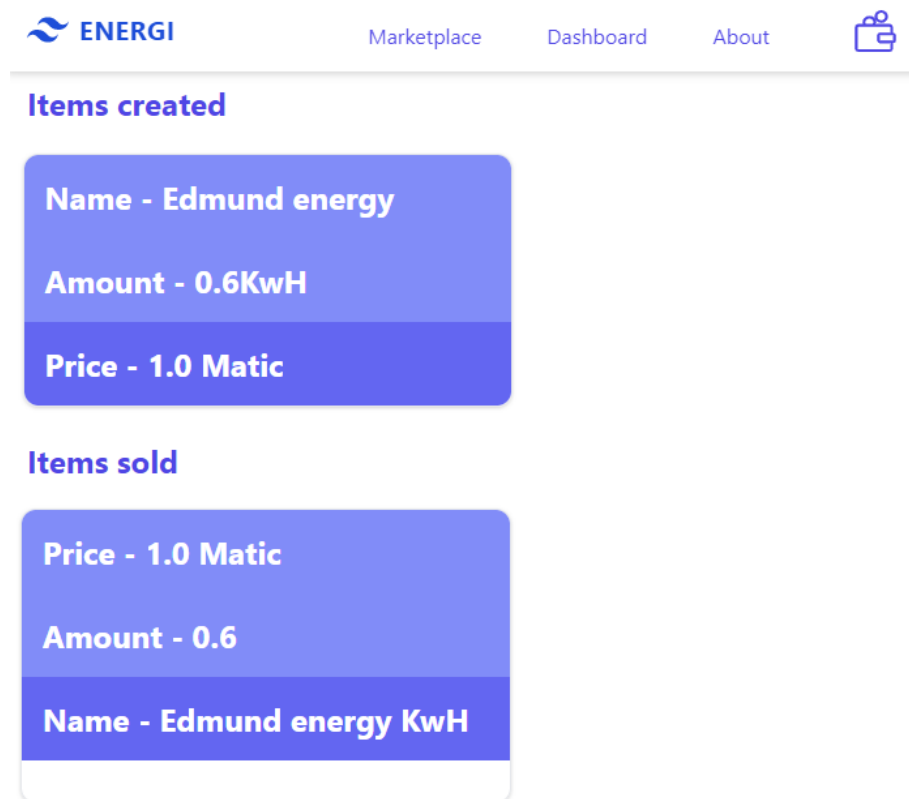 ENERGI
Marketplace Dashboard About
Items created
Name - Edmund energy
Amount - 0.6KwH
Price - 1.0 Matic
Items sold
Price - 1.0 Matic
Amount - 0.6
Name - Edmund energy KwH